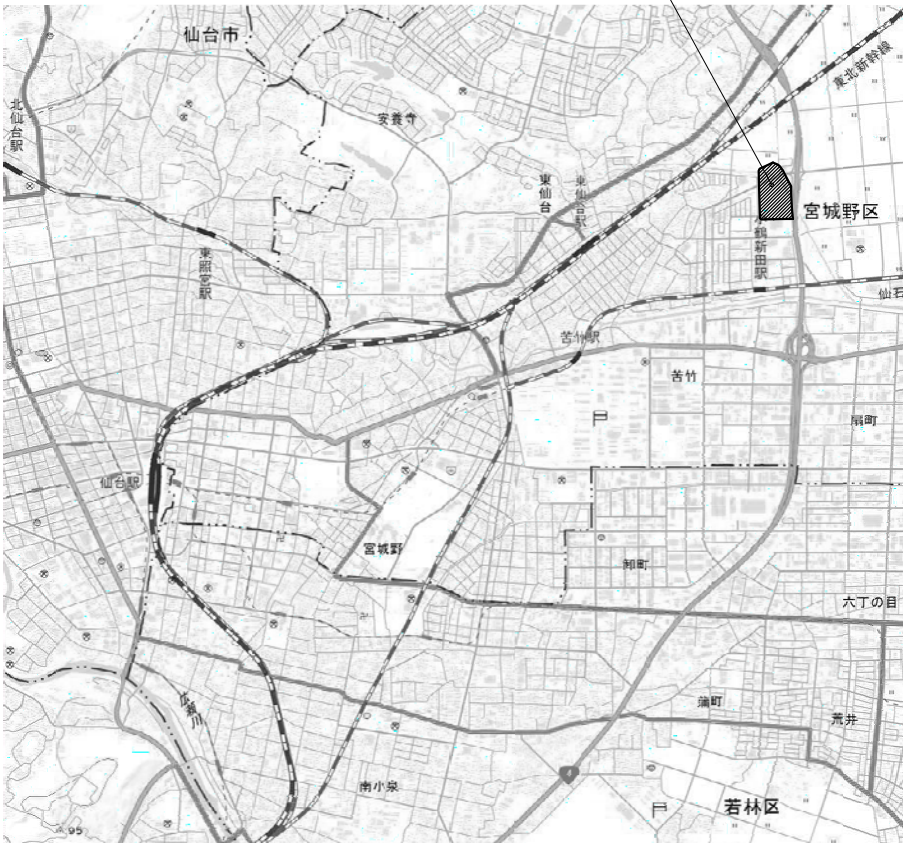 仙台市
東北新幹線
北仙台駅
安養寺
東仙台
東仙台駅
宮城野区
小鶴新田駅
東照宮駅
仙石
苦竹駅
苦竹
扇町
仙台駅
宮城野
卸町
六丁の目
広瀬川
蒲町
荒井
4
南小泉
若林区
95